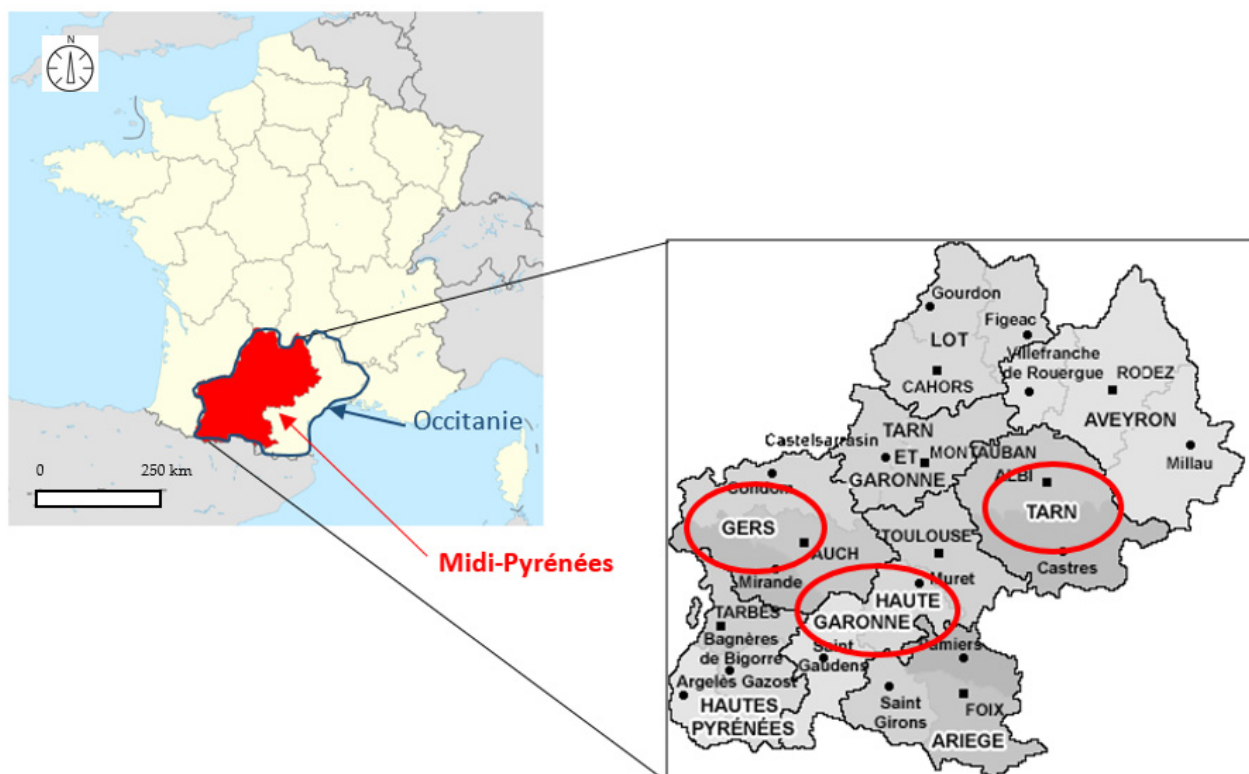 N
Occitanie
0 250 km
Midi-Pyrénées
Gourdon
Figeac
LOT
Villefranche
de Rouergue
RODEZ
CAHORS
AVEYRON
TARN
Castelsarrasin
ET
MONTAUBAN
GARONNE
Millau
Condom
ALBI
TARN
GERS
TOULOUSE
AUCH
Castres
Mirande
Muret
HAUTE
GARONNE
TARBES
Bagnères
de Bigorre
Saint
Gaudens
Pamiers
Argelès Gazost
Saint
Girons
FOIX
HAUTES
PYRÉNÉES
ARIEGE